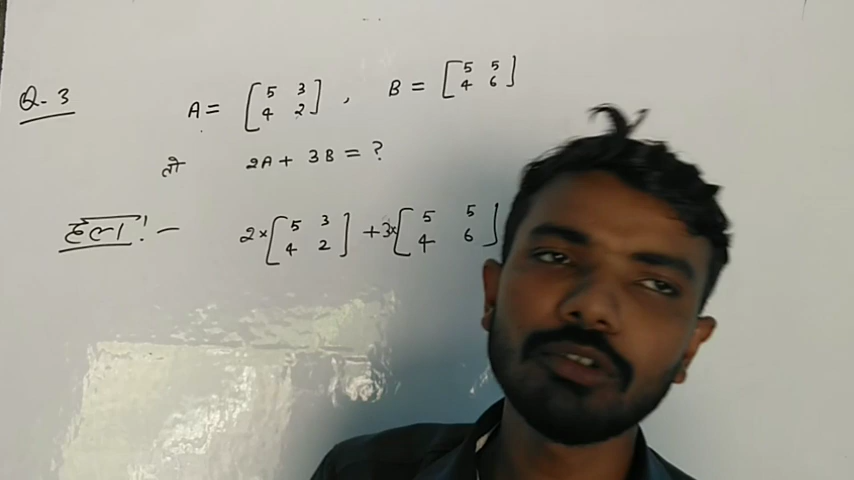 Q-3 A = [ 5 3 4 2 ] , B = [ 5 5 4 6 ]
तो 2A + 3B = ?
हल :- 2× [ 5 3 4 2 ] + 3× [ 5 5 4 6 ]